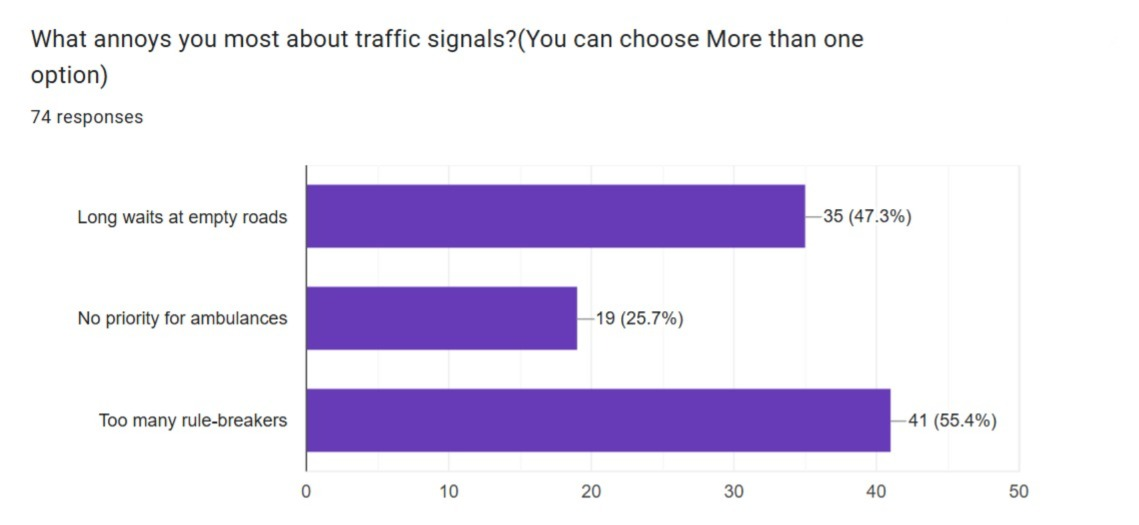 What annoys you most about traffic signals?(You can choose More than one
option)
74 responses
Long waits at empty roads
35 (47.3%)
No priority for ambulances
19 (25.7%)
Too many rule-breakers
41 (55.4%)
0 10 20 30 40 50